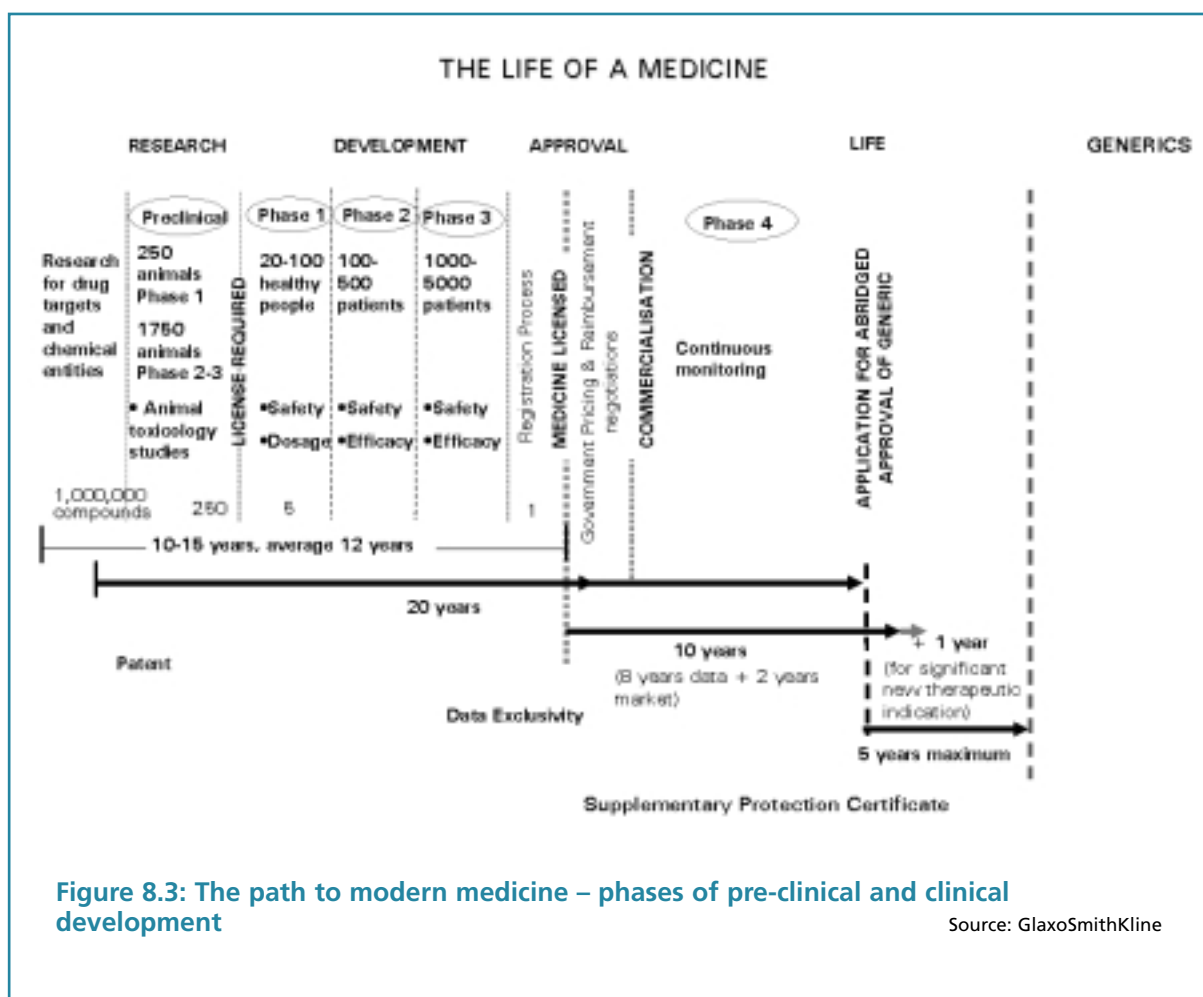 THE LIFE OF A MEDICINE
RESEARCH
DEVELOPMENT
APPROVAL
LIFE
GENERICS
Research
for drug
targets
and
chemical
entities
Preclinical
250
animals
Phase 1
1750
animals
Phase 2-3
• Animal
toxicology
studies
LICENSE REQUIRED
Phase 1
20-100
healthy
people
•Safety
•Dosage
Phase 2
100-
500
patients
•Safety
•Efficacy
Phase 3
1000-
5000
patients
•Safety
•Efficacy
Registration Process
MEDICINE LICENSED
Government Pricing & Reimbursement
negotiations
COMMERCIALISATION
Phase 4
Continuous
monitoring
APPLICATION FOR ABRIDGED
APPROVAL OF GENERIC
1,000,000
compounds
250
5
1
10-15 years, average 12 years
20 years
Patent
10 years
(8 years data + 2 years
market)
Data Exclusivity
+ 1 year
(for significant
new therapeutic
indication)
5 years maximum
Supplementary Protection Certificate
Figure 8.3: The path to modern medicine – phases of pre-clinical and clinical
development
Source: GlaxoSmithKline